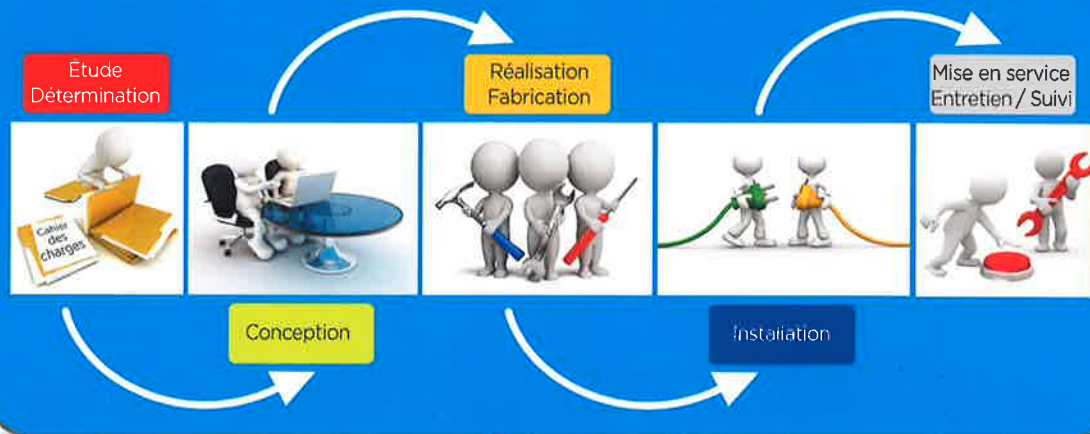 Étude
Détermination
Cahier
des
charges
Conception
Réalisation
Fabrication
Installation
Mise en service
Entretien / Suivi